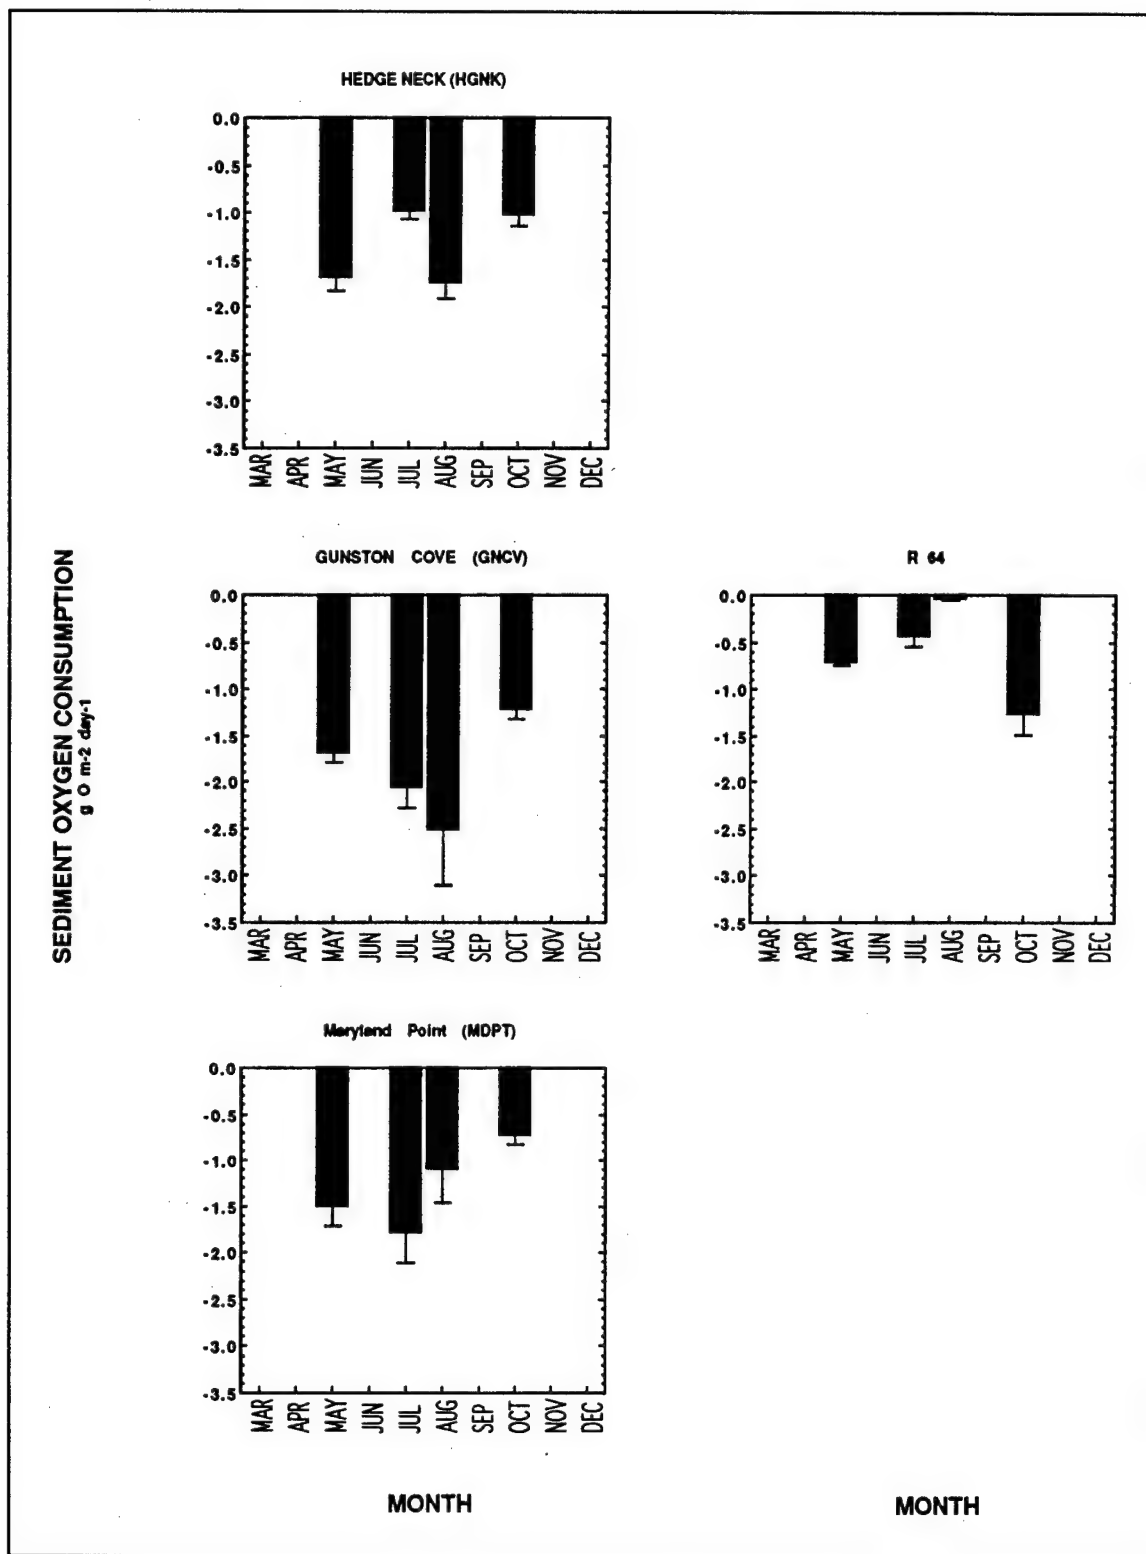 HEDGE NECK (HGNK)
0.0
-0.5
-1.0
-1.5
-2.0
-2.5
-3.0
-3.5
MAR APR MAY JUN JUL AUG SEP OCT NOV DEC
SEDIMENT OXYGEN CONSUMPTION
g O m-2 day-1
GUNSTON COVE (GNCV)
0.0
-0.5
-1.0
-1.5
-2.0
-2.5
-3.0
-3.5
MAR APR MAY JUN JUL AUG SEP OCT NOV DEC
R 64
0.0
-0.5
-1.0
-1.5
-2.0
-2.5
-3.0
-3.5
MAR APR MAY JUN JUL AUG SEP OCT NOV DEC
Maryland Point (MDPT)
0.0
-0.5
-1.0
-1.5
-2.0
-2.5
-3.0
-3.5
MAR APR MAY JUN JUL AUG SEP OCT NOV DEC
MONTH
MONTH